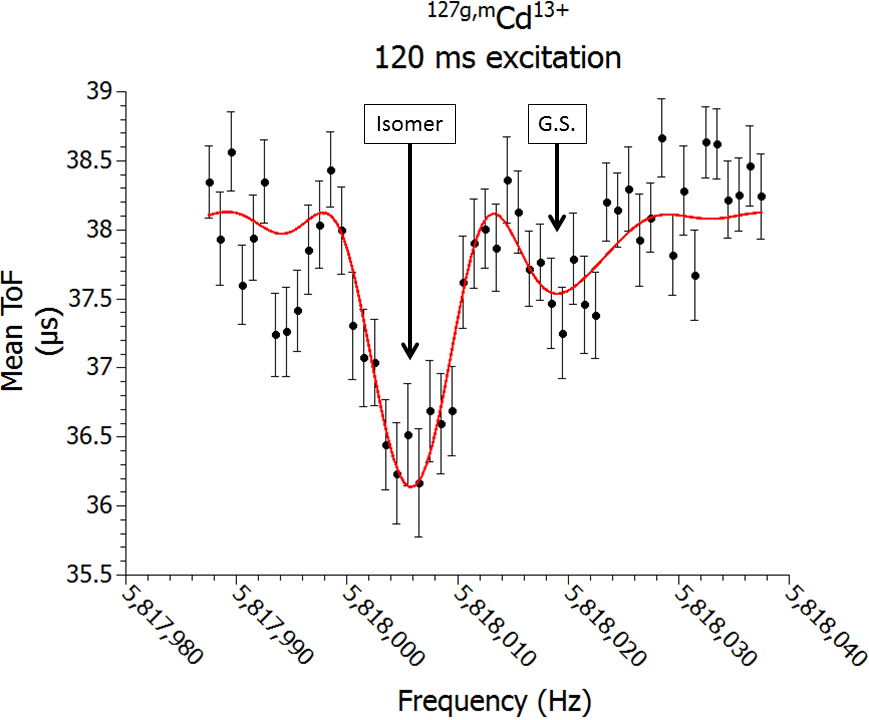 127g,mCd13+
120 ms excitation
Isomer
G.S.
Mean ToF
(µs)
39
38.5
38
37.5
37
36.5
36
35.5
5,817,980
5,817,990
5,818,000
5,818,010
5,818,020
5,818,030
5,818,040
Frequency (Hz)